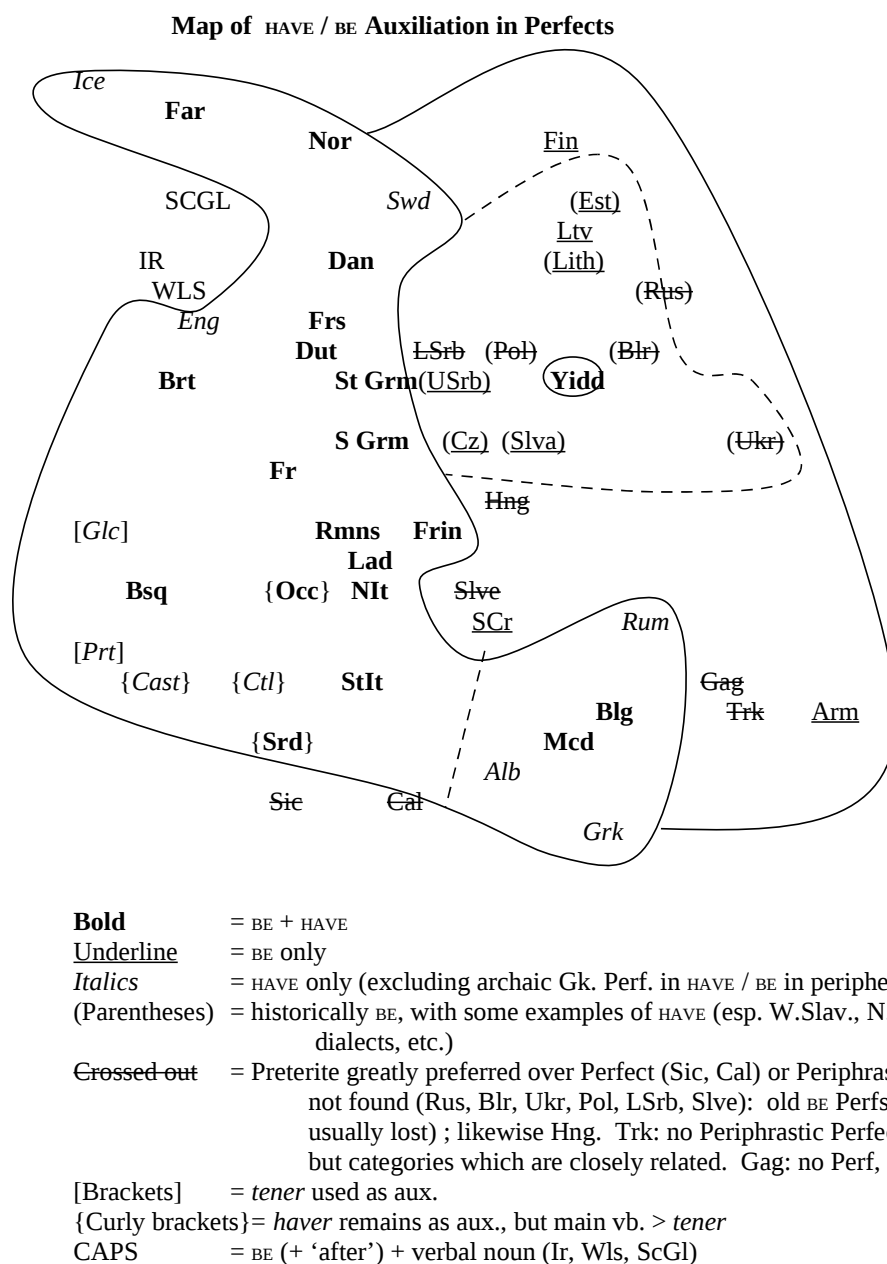 Map of HAVE / BE Auxiliation in Perfects
Ice
Far
Nor
Fin
SCGL
Swd
(Est)
Ltv
IR
Dan
(Lith)
WLS
(Rus)
Eng
Frs
Dut
LSrb
(Pol)
(Blr)
Brt
St Grm
(USrb)
Yidd
S Grm
(Cz)
(Slva)
(Ukr)
Fr
Hng
[Glc]
Rmns
Frin
Lad
Bsq
{Occ}
NIt
Slve
SCr
Rum
[Prt]
{Cast}
{Ctl}
StIt
Gag
Blg
Trk
Arm
{Srd}
Mcd
Alb
Sic
Cal
Grk
Bold = BE + HAVE
Underline = BE only
Italics = HAVE only (excluding archaic Gk. Perf. in HAVE / BE in periphe
(Parentheses) = historically BE, with some examples of HAVE (esp. W.Slav., N
dialects, etc.)
Crossed out = Preterite greatly preferred over Perfect (Sic, Cal) or Periphras
not found (Rus, Blr, Ukr, Pol, LSrb, Slve): old BE Perfs
usually lost) ; likewise Hng. Trk: no Periphrastic Perfe
but categories which are closely related. Gag: no Perf,
[Brackets] = tener used as aux.
{Curly brackets}= haver remains as aux., but main vb. > tener
CAPS = BE (+ ‘after’) + verbal noun (Ir, Wls, ScGl)